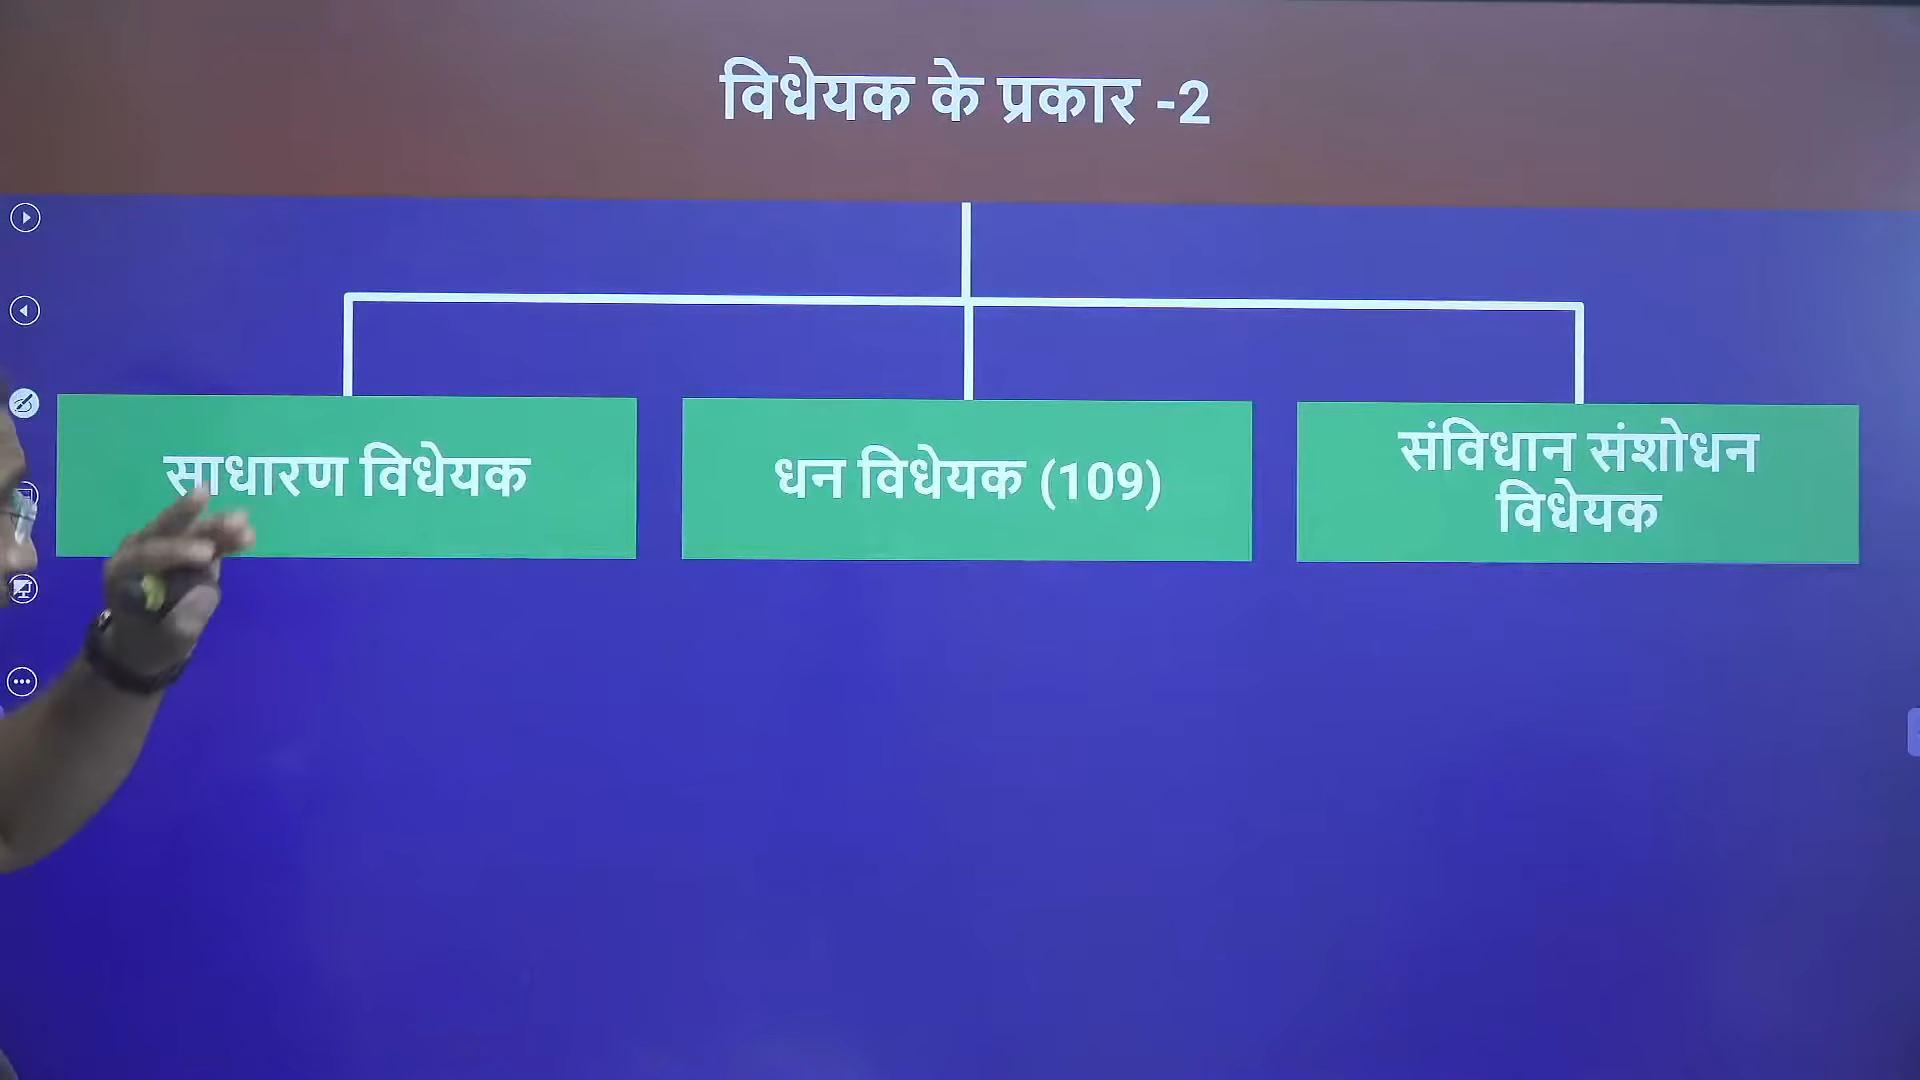 विधेयक के प्रकार -2
साधारण विधेयक
धन विधेयक (109)
संविधान संशोधन
विधेयक